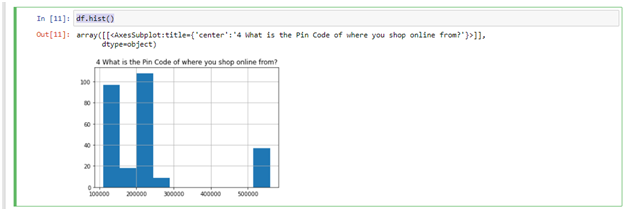 In [11]: df.hist()
Out[11]: array([[<AxesSubplot:title={'center':'4 What is the Pin Code of where you shop online from?'}>]],
dtype=object)
4 What is the Pin Code of where you shop online from?
100
80
60
40
20
0
100000 200000 300000 400000 500000